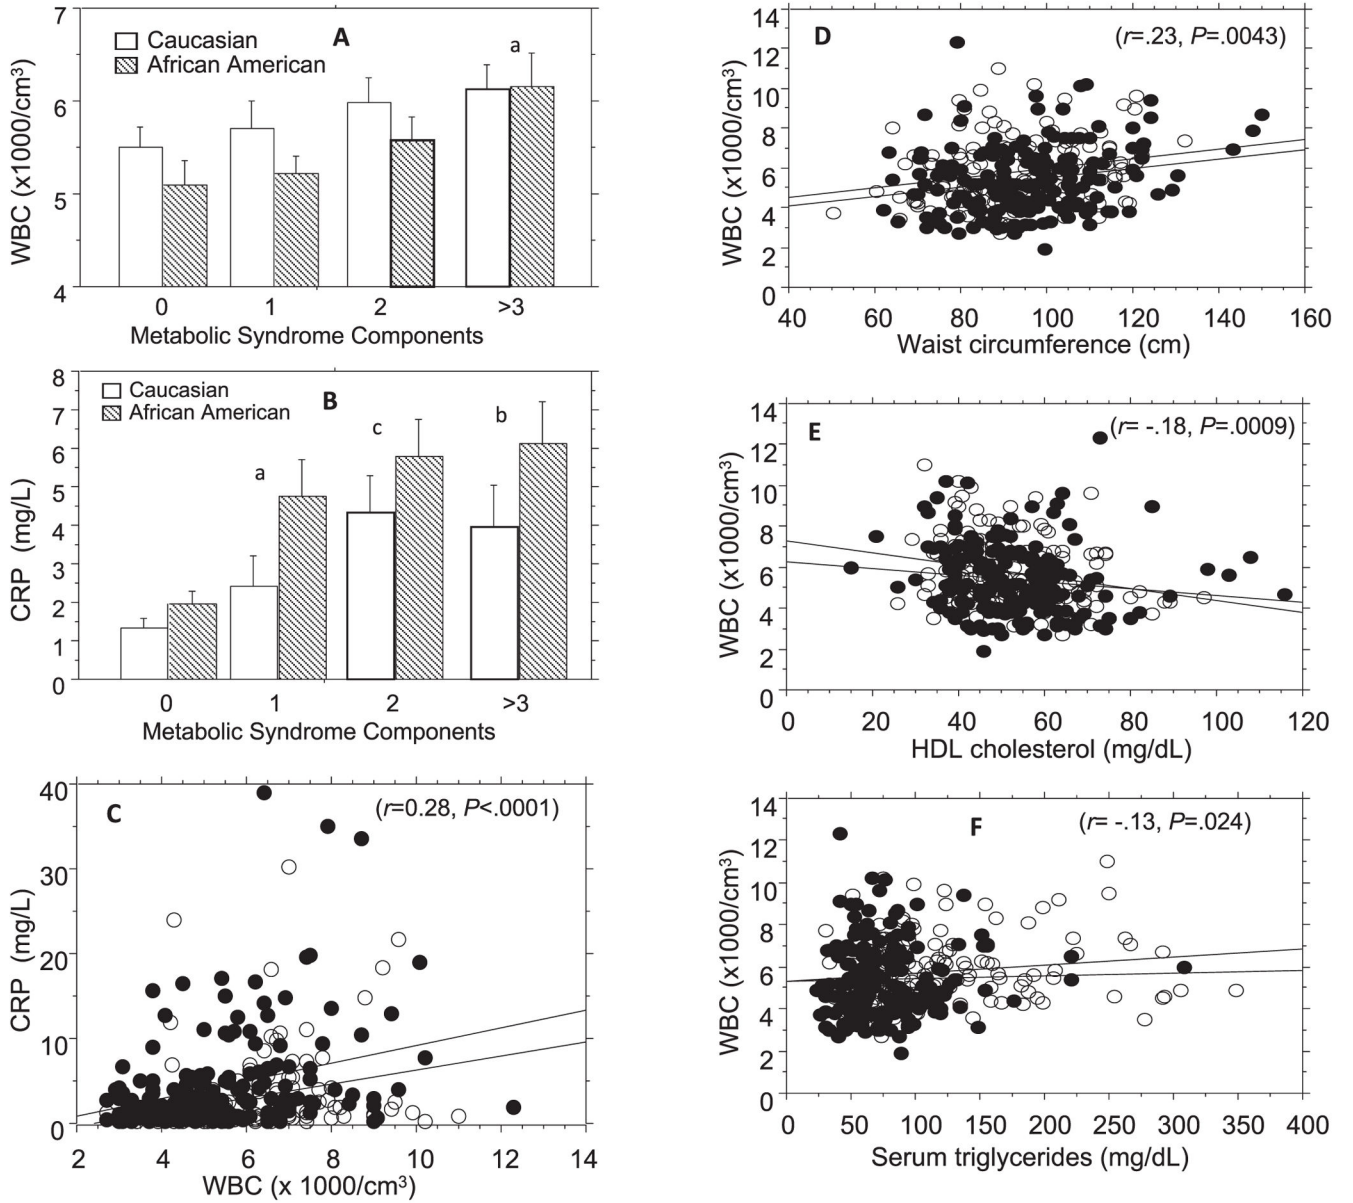 7
6
5
4
WBC (x1000/cm³)
Caucasian
African American
A
a
0 1 2 >3
Metabolic Syndrome Components
8
7
6
5
4
3
2
1
0
CRP (mg/L)
Caucasian
African American
B
a
c
b
0 1 2 >3
Metabolic Syndrome Components
40
30
20
10
0
CRP (mg/L)
C
(r=0.28, P<.0001)
2 4 6 8 10 12 14
WBC (x 1000/cm³)
14
12
10
8
6
4
2
0
WBC (x1000/cm³)
D
(r=.23, P=.0043)
40 60 80 100 120 140 160
Waist circumference (cm)
14
12
10
8
6
4
2
0
WBC (x1000/cm³)
E
(r= -.18, P=.0009)
0 20 40 60 80 100 120
HDL cholesterol (mg/dL)
14
12
10
8
6
4
2
0
WBC (x1000/cm³)
F
(r= -.13, P=.024)
0 50 100 150 200 250 300 350 400
Serum triglycerides (mg/dL)